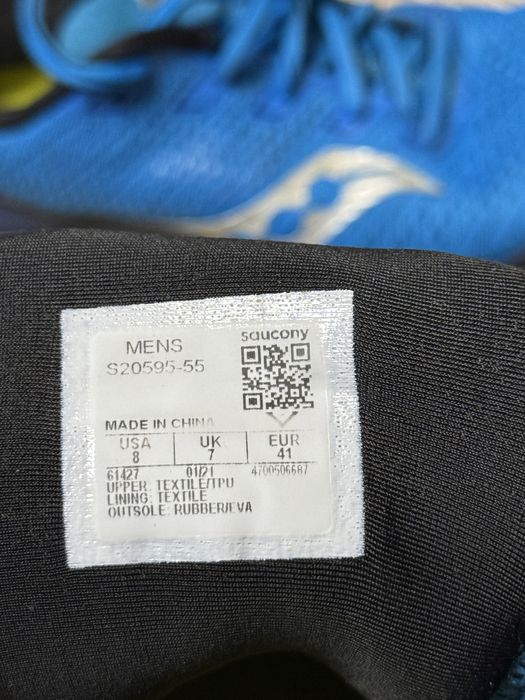 MENS
saucony
S20595-55
MADE IN CHINA
USA UK EUR
8 7 41
61427 01/21 4700506687
UPPER: TEXTILE/TPU
LINING: TEXTILE
OUTSOLE: RUBBER/EVA